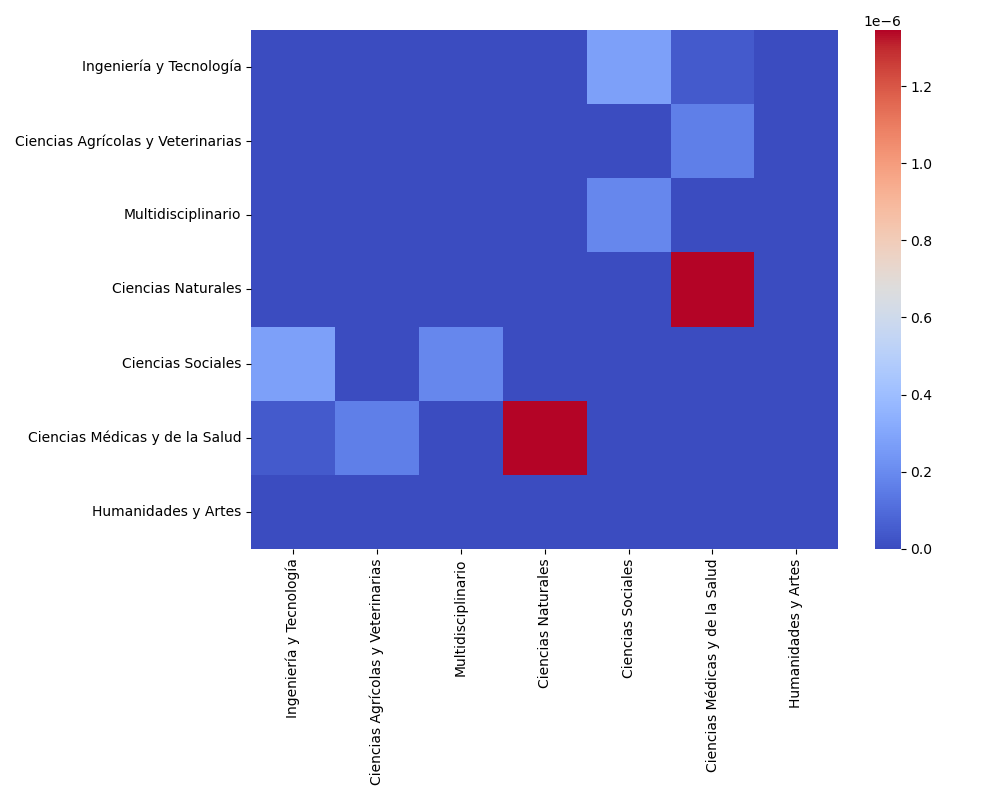 1e−6
Ingeniería y Tecnología
Ciencias Agrícolas y Veterinarias
Multidisciplinario
Ciencias Naturales
Ciencias Sociales
Ciencias Médicas y de la Salud
Humanidades y Artes
1.2
1.0
0.8
0.6
0.4
0.2
0.0
Ingeniería y Tecnología
Ciencias Agrícolas y Veterinarias
Multidisciplinario
Ciencias Naturales
Ciencias Sociales
Ciencias Médicas y de la Salud
Humanidades y Artes